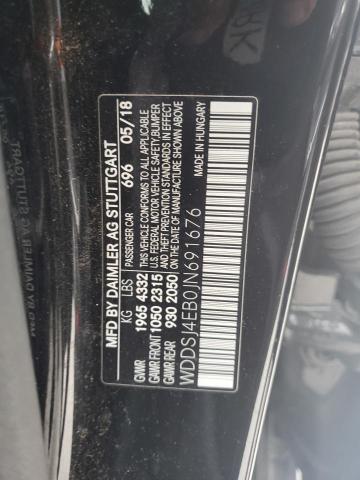 MFD BY DAIMLER AG STUTTGART
PASSENGER CAR 696 05/18
KG LBS
GVWR 1965 4332
GAWR FRONT 1050 2315
GAWR REAR 930 2050
THIS VEHICLE CONFORMS TO ALL APPLICABLE
U.S. FEDERAL MOTOR VEHICLE SAFETY, BUMPER
AND THEFT PREVENTION STANDARDS IN EFFECT
ON THE DATE OF MANUFACTURE SHOWN ABOVE
WDDSJ4EB0JN691676
MADE IN HUNGARY